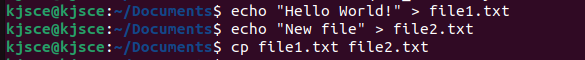 kjsce@kjsce:~/Documents$ echo "Hello World!" > file1.txt
kjsce@kjsce:~/Documents$ echo "New file" > file2.txt
kjsce@kjsce:~/Documents$ cp file1.txt file2.txt